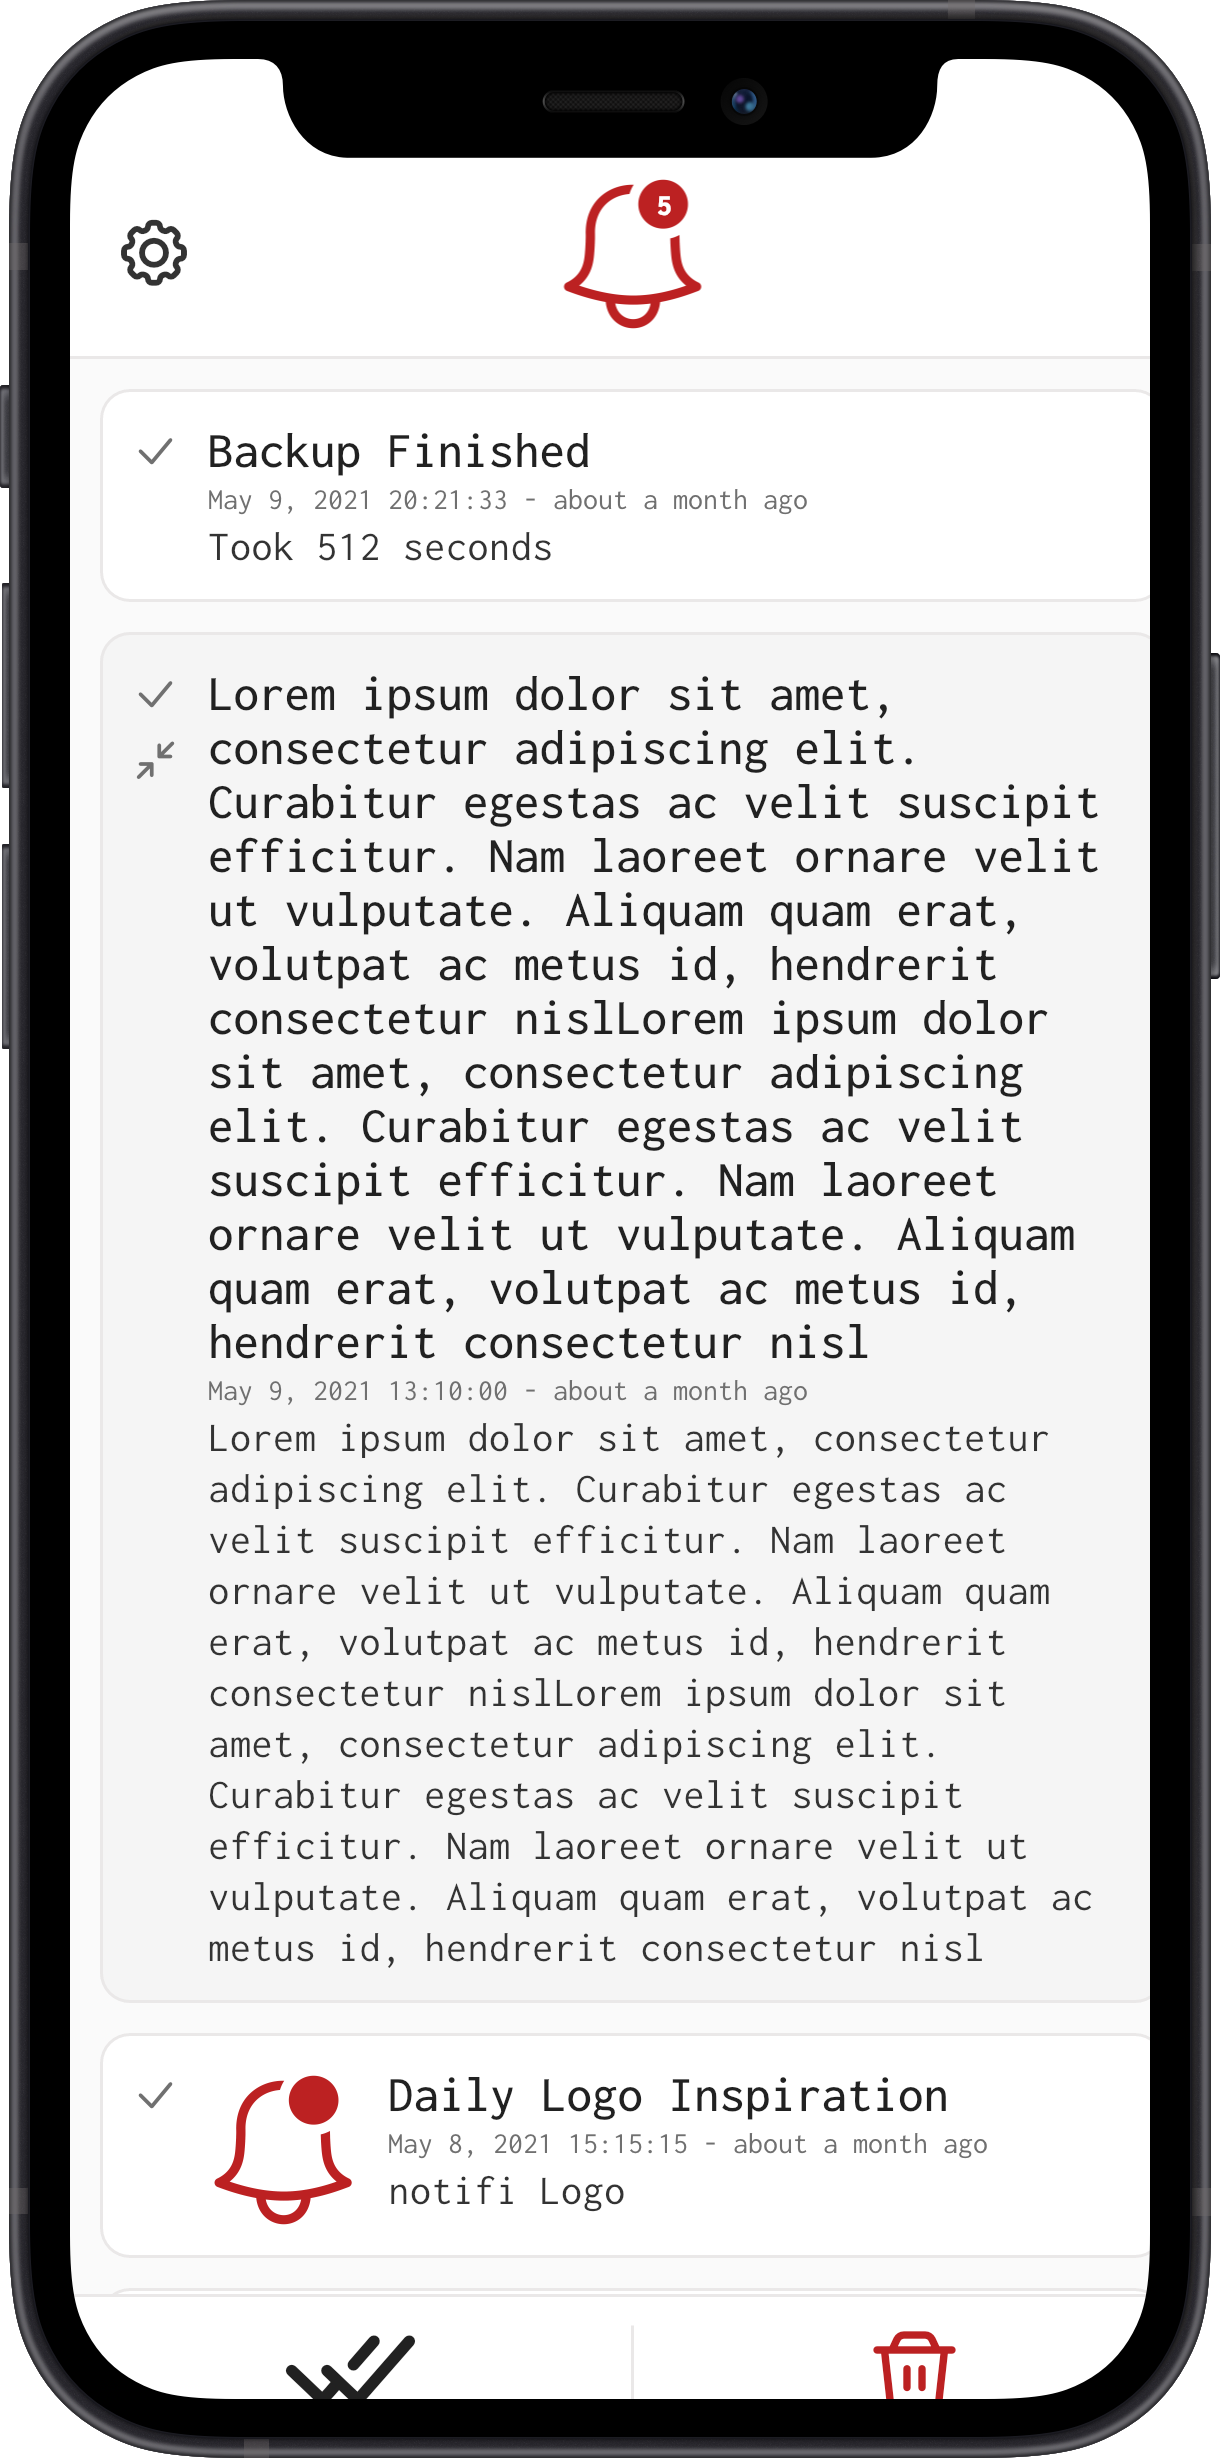 5
Backup Finished
May 9, 2021 20:21:33 - about a month ago
Took 512 seconds
Lorem ipsum dolor sit amet,
consectetur adipiscing elit.
Curabitur egestas ac velit suscipit
efficitur. Nam laoreet ornare velit
ut vulputate. Aliquam quam erat,
volutpat ac metus id, hendrerit
consectetur nislLorem ipsum dolor
sit amet, consectetur adipiscing
elit. Curabitur egestas ac velit
suscipit efficitur. Nam laoreet
ornare velit ut vulputate. Aliquam
quam erat, volutpat ac metus id,
hendrerit consectetur nisl
May 9, 2021 13:10:00 - about a month ago
Lorem ipsum dolor sit amet, consectetur
adipiscing elit. Curabitur egestas ac
velit suscipit efficitur. Nam laoreet
ornare velit ut vulputate. Aliquam quam
erat, volutpat ac metus id, hendrerit
consectetur nislLorem ipsum dolor sit
amet, consectetur adipiscing elit.
Curabitur egestas ac velit suscipit
efficitur. Nam laoreet ornare velit ut
vulputate. Aliquam quam erat, volutpat ac
metus id, hendrerit consectetur nisl
Daily Logo Inspiration
May 8, 2021 15:15:15 - about a month ago
notifi Logo